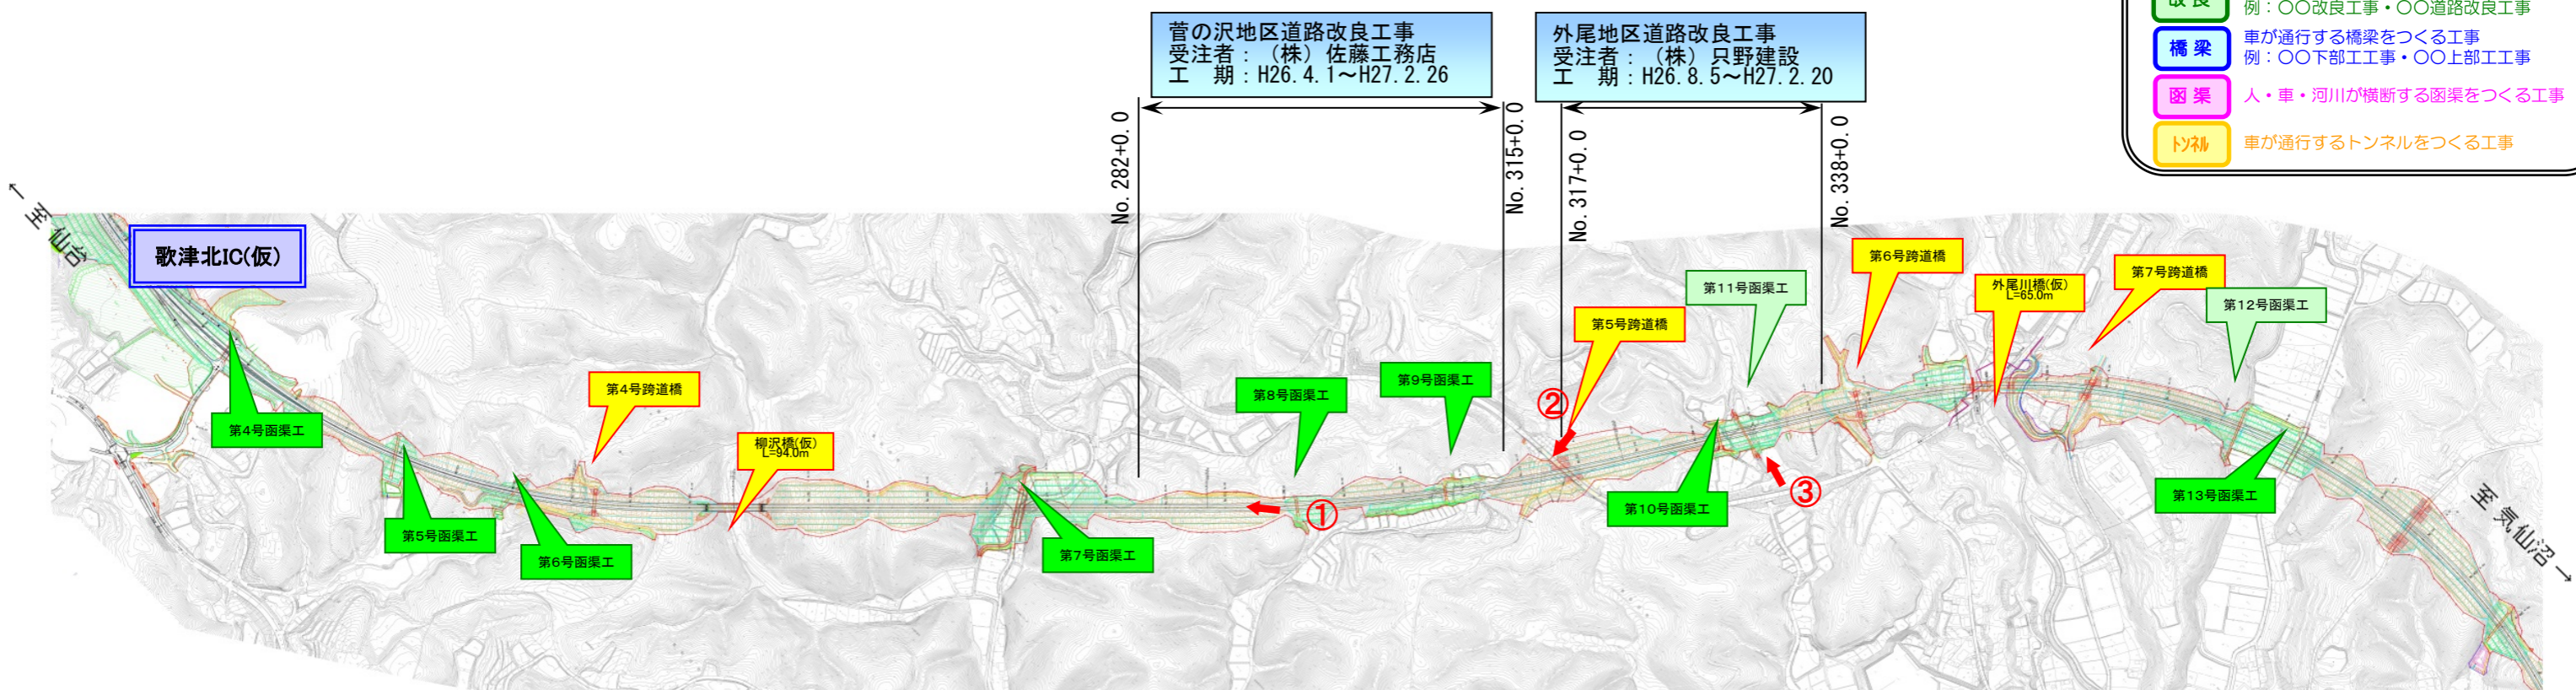 改良
例：〇〇改良工事・〇〇道路改良工事
橋梁
車が通行する橋梁をつくる工事
例：〇〇下部工工事・〇〇上部工工事
函渠
人・車・河川が横断する函渠をつくる工事
トンネル
車が通行するトンネルをつくる工事
菅の沢地区道路改良工事
受注者：（株）佐藤工務店
工　期：H26.4.1～H27.2.26
外尾地区道路改良工事
受注者：（株）只野建設
工　期：H26.8.5～H27.2.20
No.282+0.0
No.315+0.0
No.317+0.0
No.338+0.0
←至 仙台
歌津北IC(仮)
第4号函渠工
第5号函渠工
第6号函渠工
第4号跨道橋
柳沢橋(仮)
L=94.0m
第7号函渠工
第8号函渠工
①
第9号函渠工
②
第5号跨道橋
第10号函渠工
第11号函渠工
③
第6号跨道橋
外尾川橋(仮)
L=65.0m
第7号跨道橋
第12号函渠工
第13号函渠工
至 気仙沼→